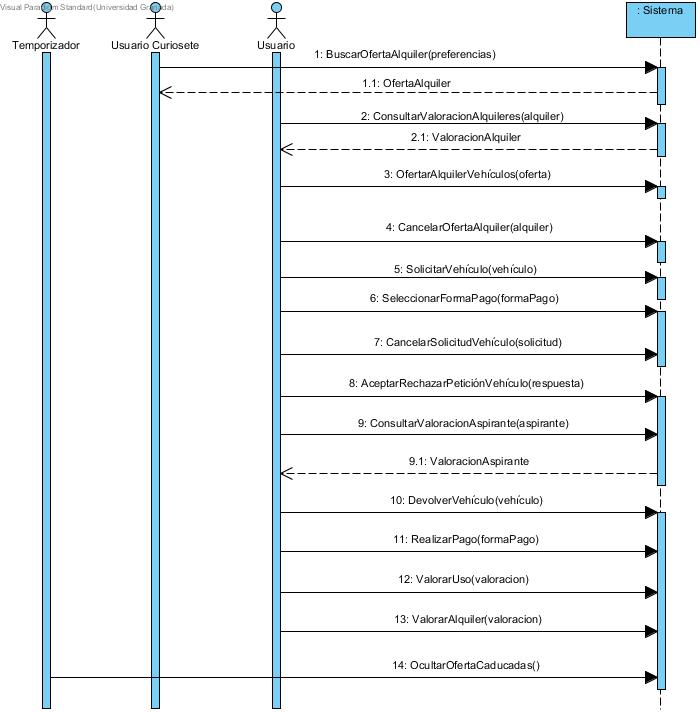 Visual Paradigm Standard(Universidad Granada)
: Sistema
Temporizador
Usuario Curiosete
Usuario
1: BuscarOfertaAlquiler(preferencias)
1.1: OfertaAlquiler
2: ConsultarValoracionAlquileres(alquiler)
2.1: ValoracionAlquiler
3: OfertarAlquilerVehículos(oferta)
4: CancelarOfertaAlquiler(alquiler)
5: SolicitarVehículo(vehículo)
6: SeleccionarFormaPago(formaPago)
7: CancelarSolicitudVehículo(solicitud)
8: AceptarRechazarPeticiónVehículo(respuesta)
9: ConsultarValoracionAspirante(aspirante)
9.1: ValoracionAspirante
10: DevolverVehículo(vehículo)
11: RealizarPago(formaPago)
12: ValorarUso(valoracion)
13: ValorarAlquiler(valoracion)
14: OcultarOfertaCaducadas()